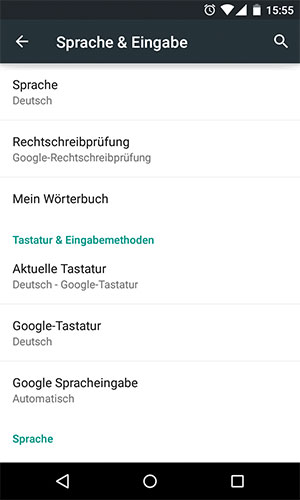 15:55
Sprache & Eingabe
Sprache
Deutsch
Rechtschreibprüfung
Google-Rechtschreibprüfung
Mein Wörterbuch
Tastatur & Eingabemethoden
Aktuelle Tastatur
Deutsch - Google-Tastatur
Google-Tastatur
Deutsch
Google Spracheingabe
Automatisch
Sprache